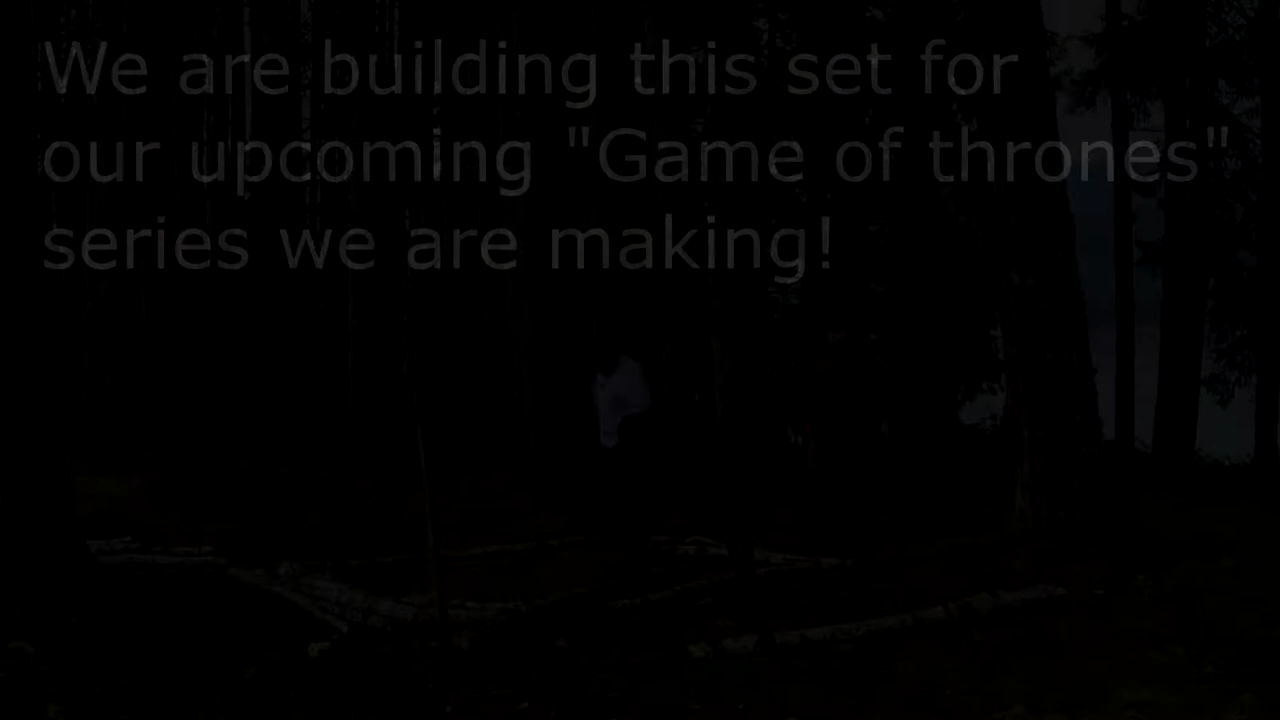 We are building this set for
our upcoming "Game of thrones"
series we are making!